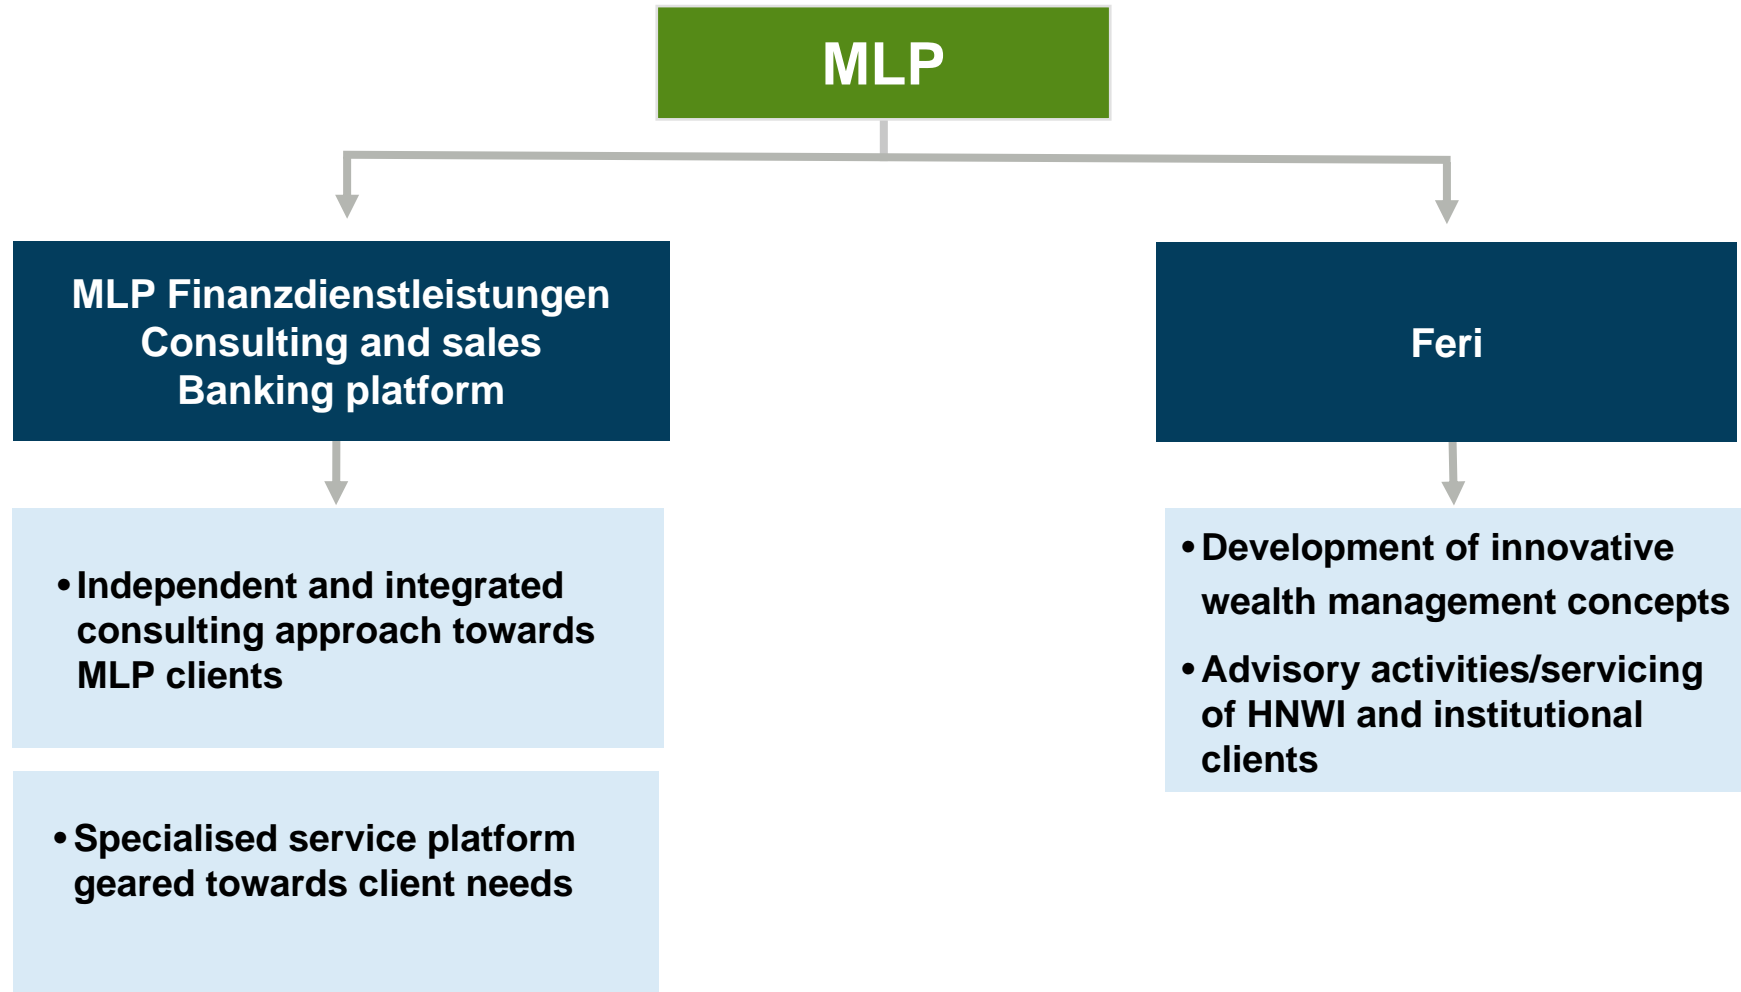 MLP
MLP Finanzdienstleistungen
Consulting and sales
Banking platform
Feri
• Independent and integrated
consulting approach towards
MLP clients
• Specialised service platform
geared towards client needs
• Development of innovative
wealth management concepts
• Advisory activities/servicing
of HNWI and institutional
clients